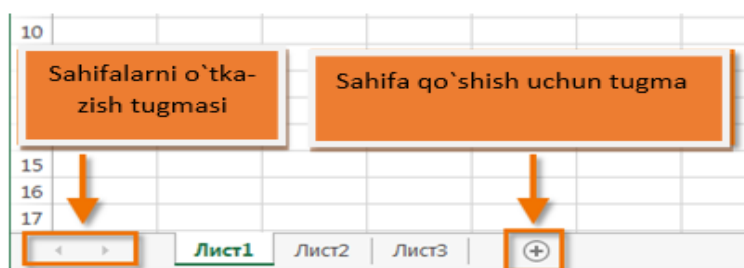 10
Sahifalarni o`tka-
zish tugmasi
Sahifa qo`shish uchun tugma
15
16
17
Лист1 Лист2 Лист3